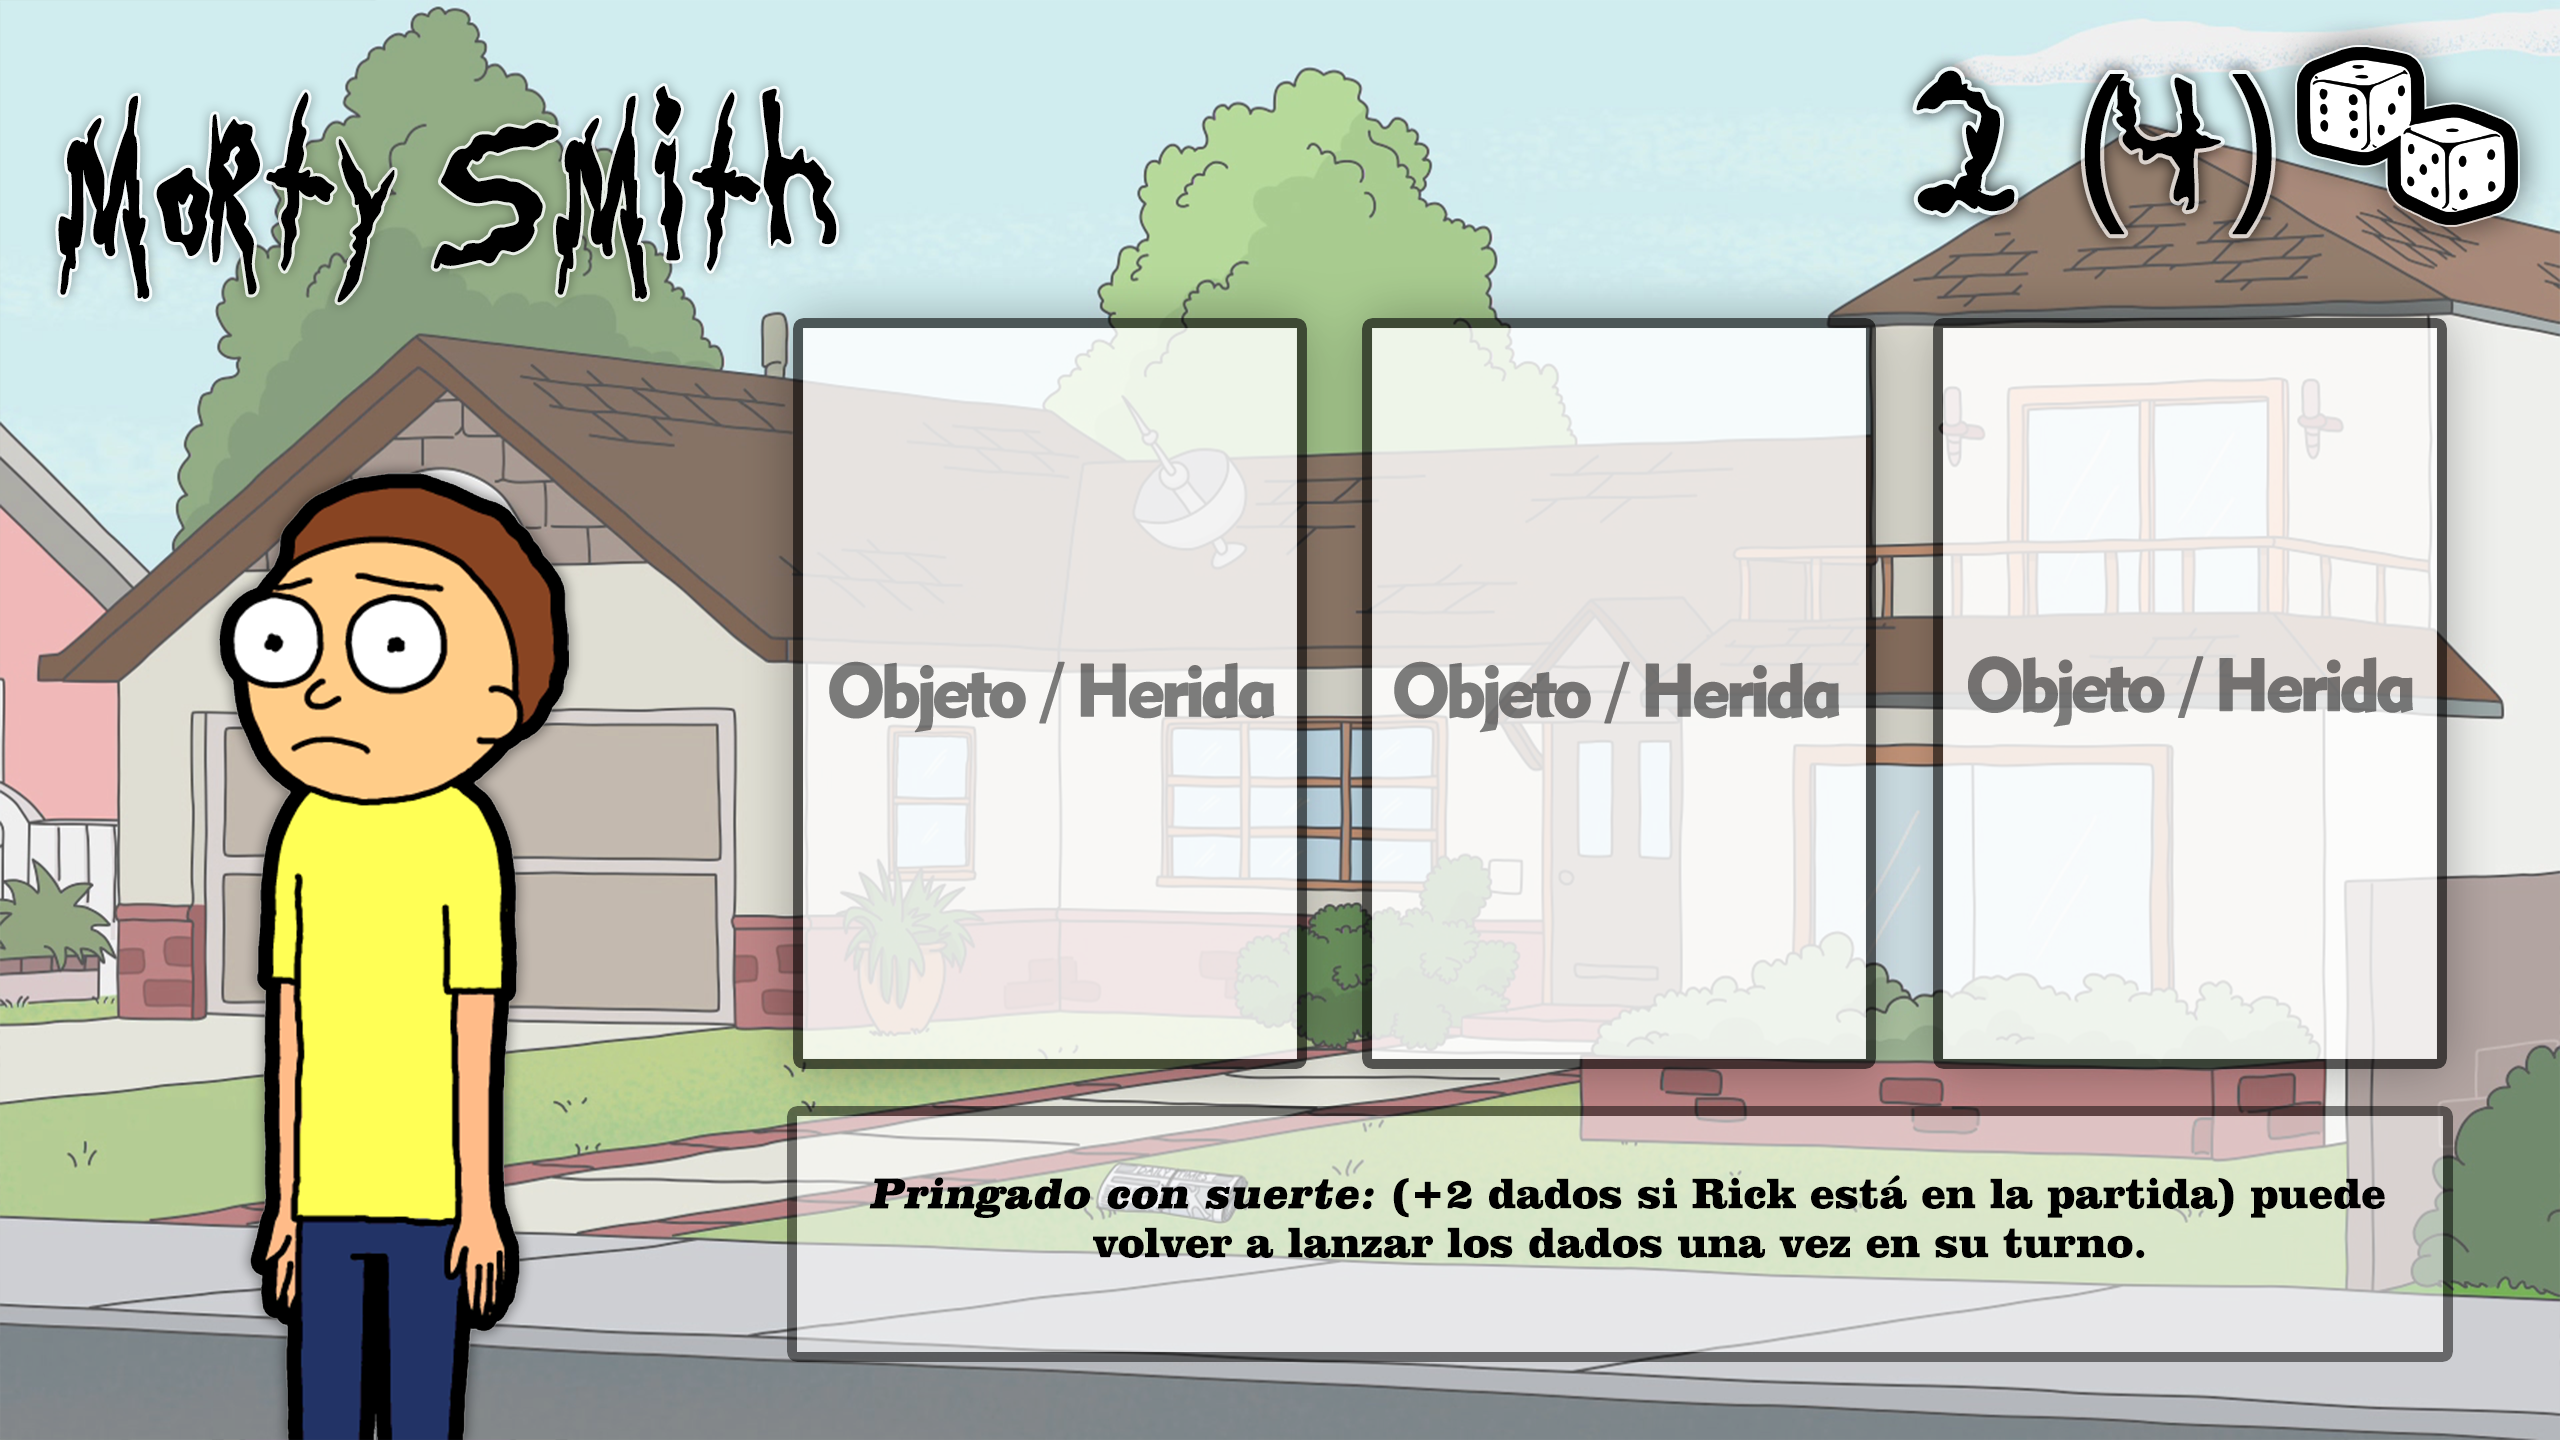 Morty Smith
2 (4)
Objeto / Herida
Objeto / Herida
Objeto / Herida
Pringado con suerte: (+2 dados si Rick está en la partida) puede
volver a lanzar los dados una vez en su turno.